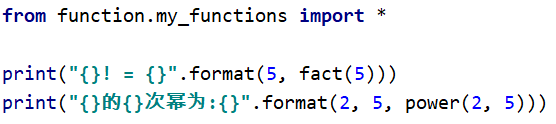 from function.my_functions import *
print("{}! = {}".format(5, fact(5)))
print("{}的{}次幂为:{}".format(2, 5, power(2, 5)))